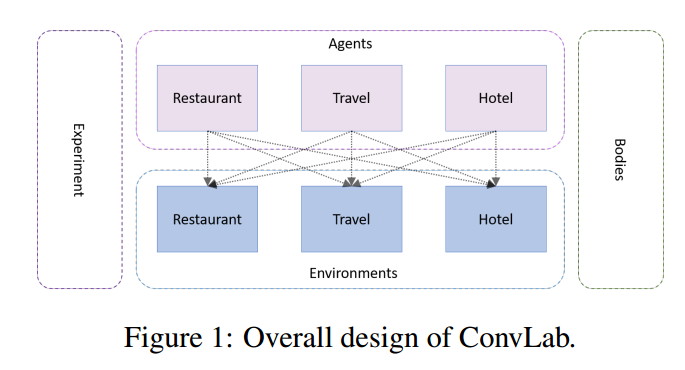 Agents
Restaurant
Travel
Hotel
Experiment
Bodies
Restaurant
Travel
Hotel
Environments
Figure 1: Overall design of ConvLab.